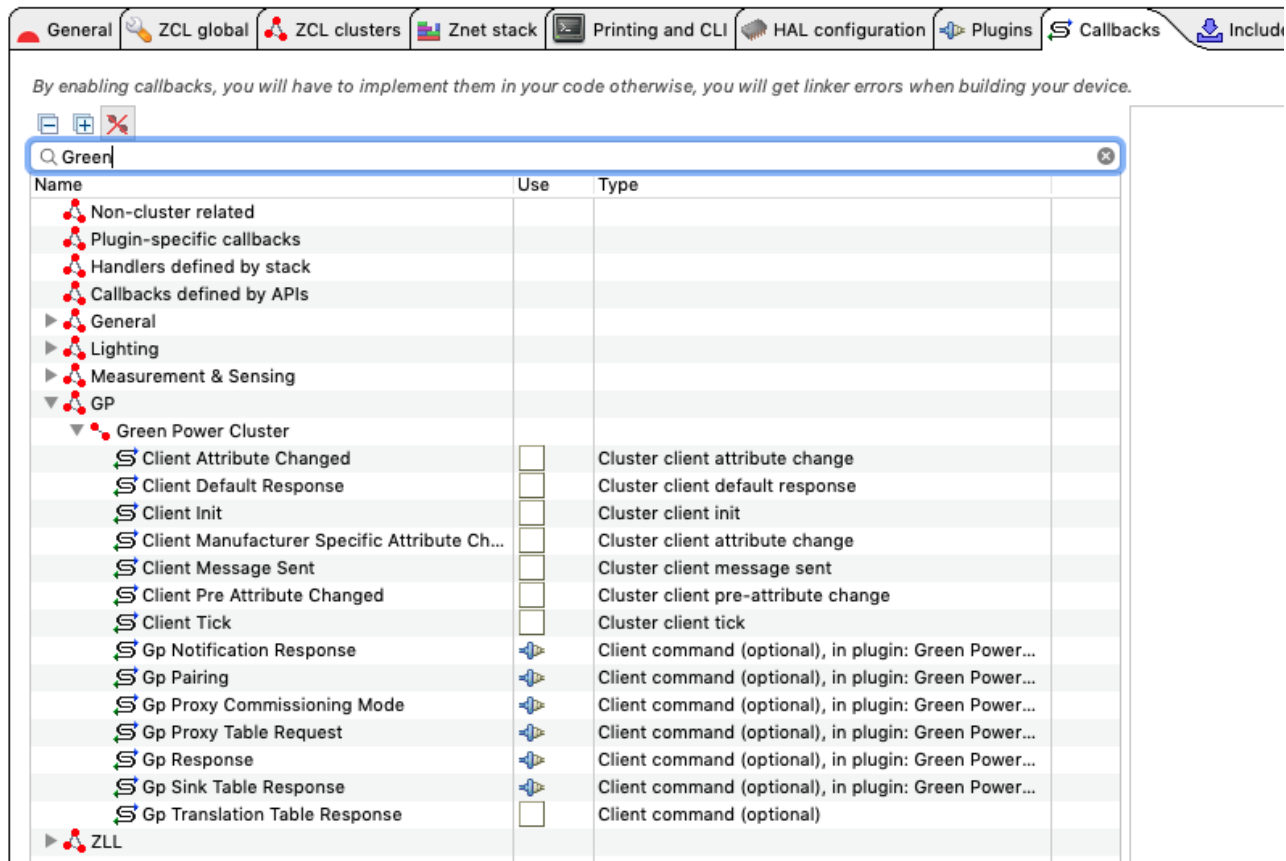 General ZCL global ZCL clusters Znet stack Printing and CLI HAL configuration Plugins Callbacks Include
By enabling callbacks, you will have to implement them in your code otherwise, you will get linker errors when building your device.
Green
Name Use Type
Non-cluster related
Plugin-specific callbacks
Handlers defined by stack
Callbacks defined by APIs
General
Lighting
Measurement & Sensing
GP
Green Power Cluster
Client Attribute Changed Cluster client attribute change
Client Default Response Cluster client default response
Client Init Cluster client init
Client Manufacturer Specific Attribute Ch... Cluster client attribute change
Client Message Sent Cluster client message sent
Client Pre Attribute Changed Cluster client pre-attribute change
Client Tick Cluster client tick
Gp Notification Response Client command (optional), in plugin: Green Power...
Gp Pairing Client command (optional), in plugin: Green Power...
Gp Proxy Commissioning Mode Client command (optional), in plugin: Green Power...
Gp Proxy Table Request Client command (optional), in plugin: Green Power...
Gp Response Client command (optional), in plugin: Green Power...
Gp Sink Table Response Client command (optional), in plugin: Green Power...
Gp Translation Table Response Client command (optional)
ZLL